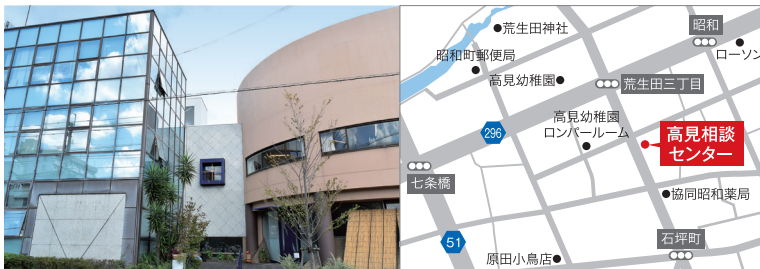 荒生田神社
昭和
昭和町郵便局
ローソン
高見幼稚園
荒生田三丁目
高見幼稚園
ロンパールーム
296
高見相談
センター
七条橋
協同昭和薬局
51
石坪町
原田小鳥店